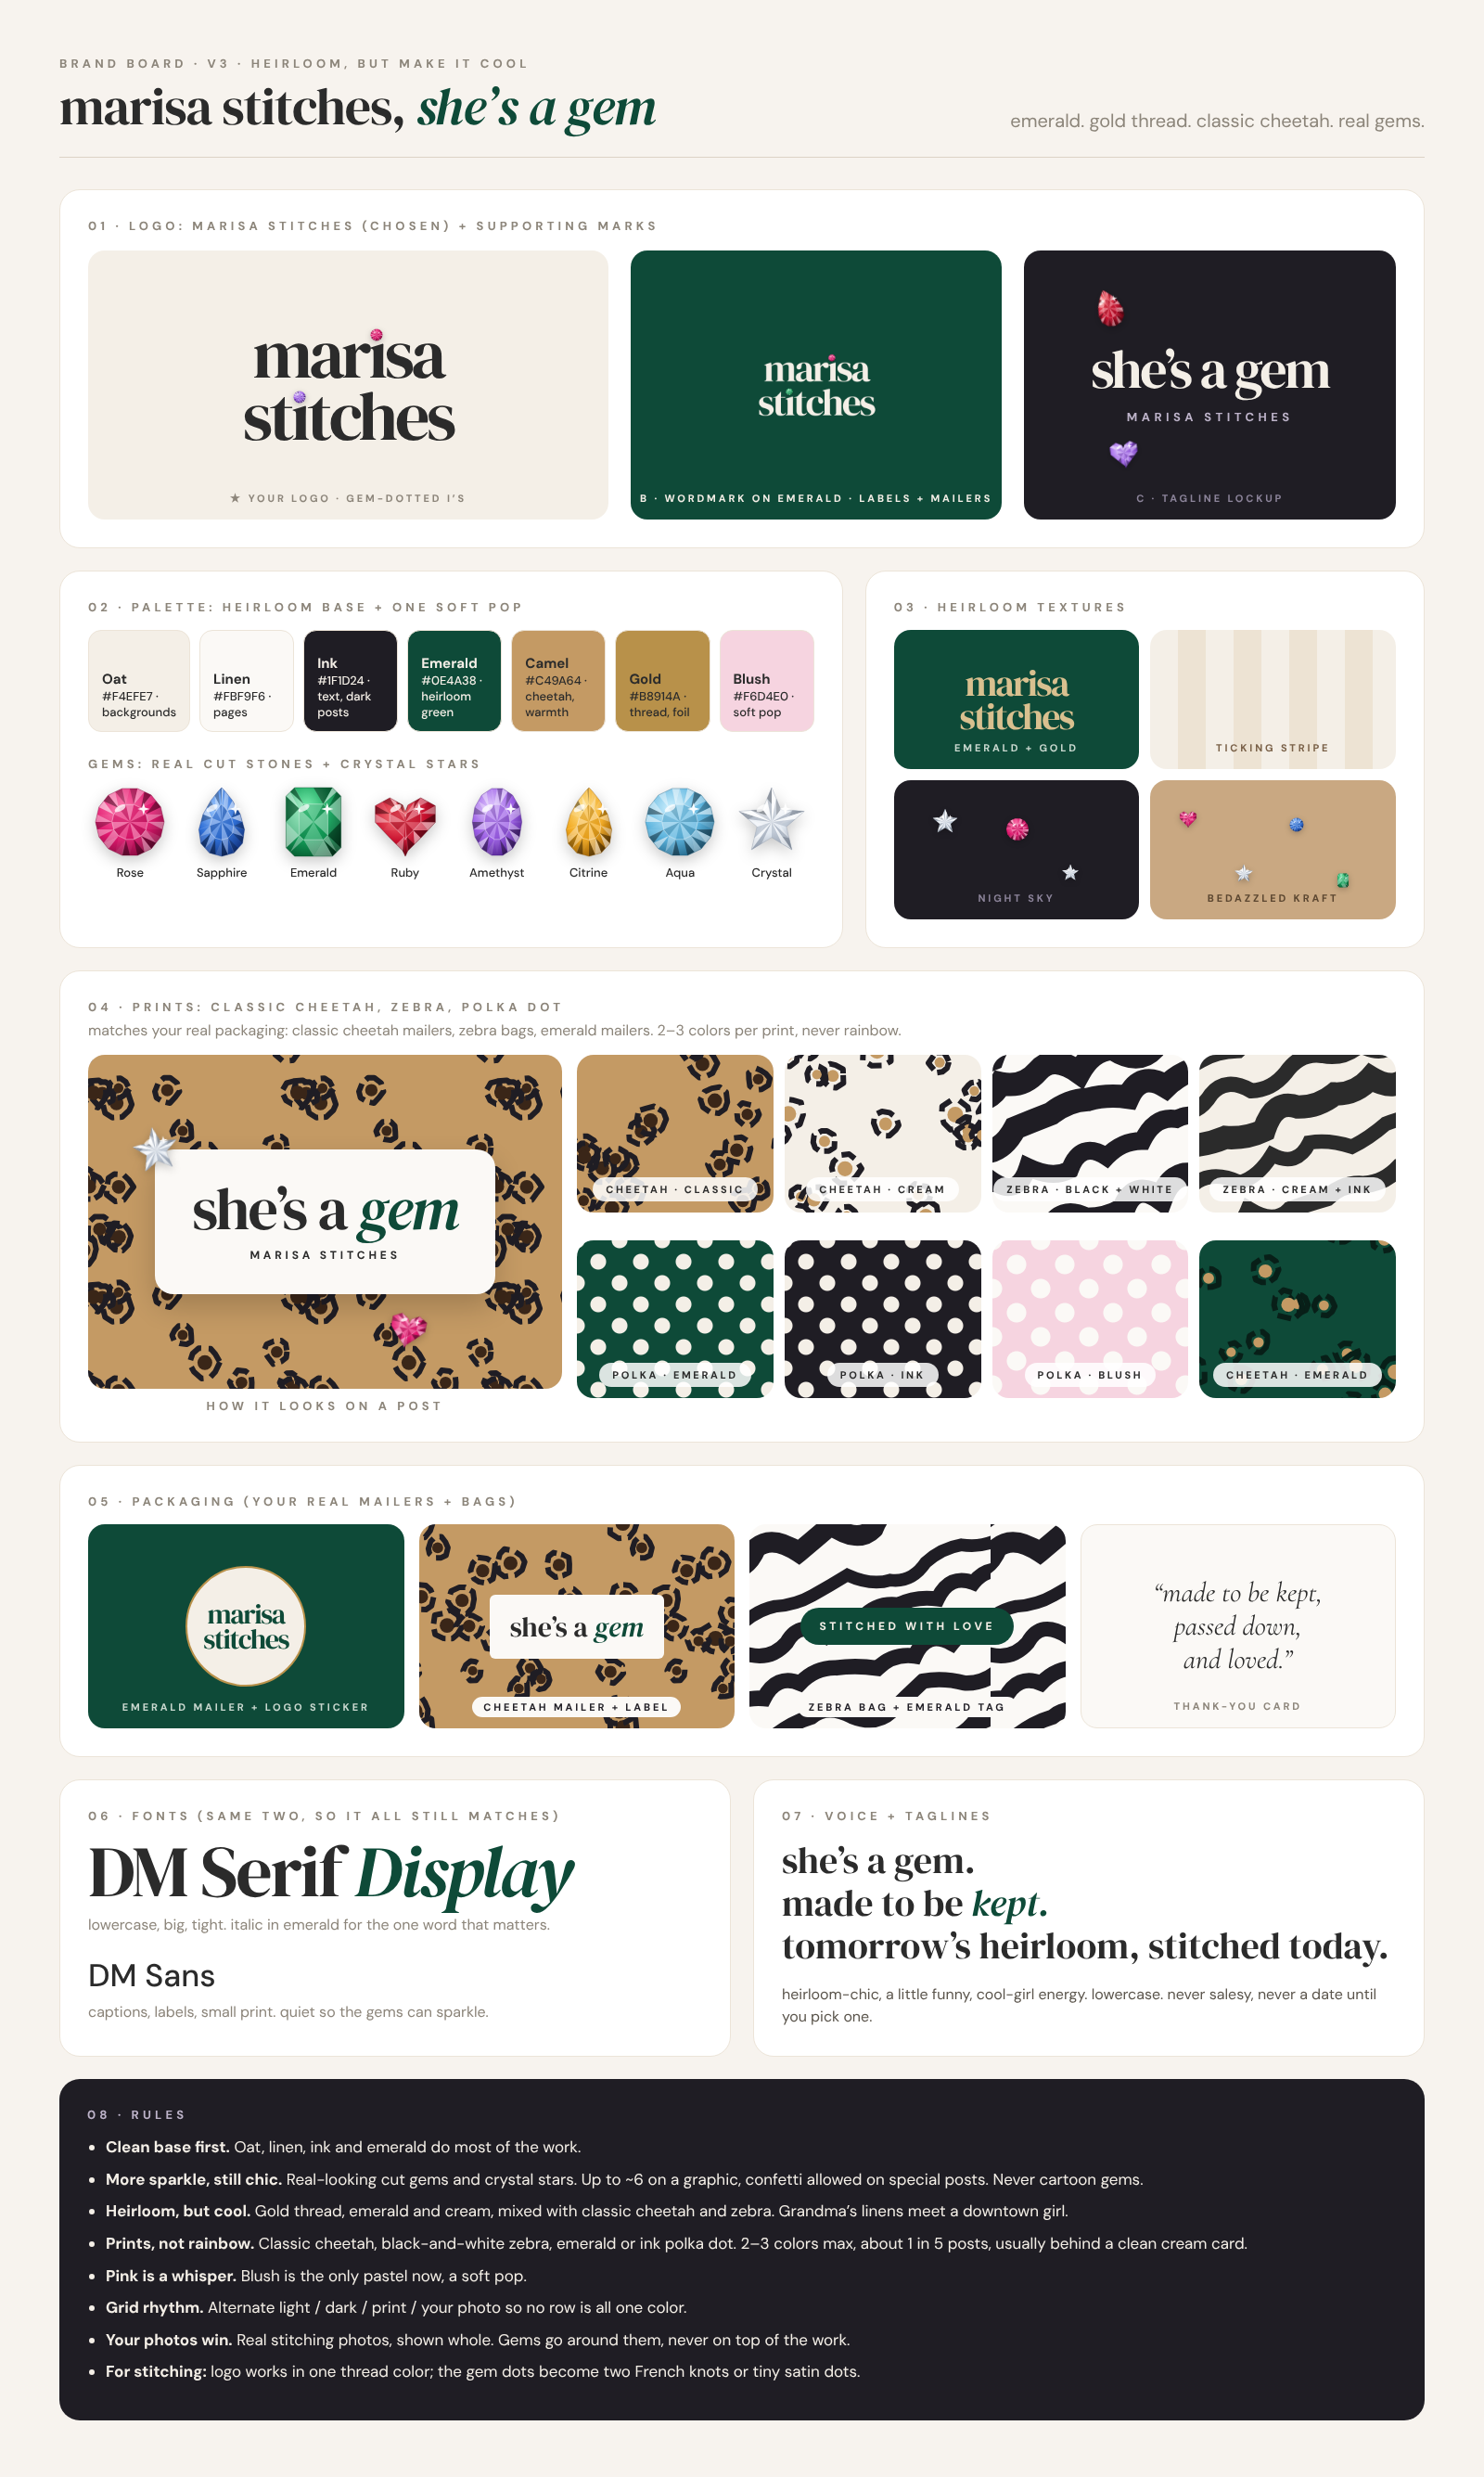 BRAND BOARD · V3 · HEIRLOOM, BUT MAKE IT COOL
marisa stitches, she's a gem
emerald. gold thread. classic cheetah. real gems.
01 · LOGO: MARISA STITCHES (CHOSEN) + SUPPORTING MARKS
marisa
stitches
★ YOUR LOGO · GEM-DOTTED I'S
marisa
stitches
B · WORDMARK ON EMERALD · LABELS + MAILERS
she's a gem
MARISA STITCHES
C · TAGLINE LOCKUP
02 · PALETTE: HEIRLOOM BASE + ONE SOFT POP
Oat
#F4EFE7 ·
backgrounds
Linen
#FBF9F6 ·
pages
Ink
#1F1D24 ·
text, dark
posts
Emerald
#0E4A38 ·
heirloom
green
Camel
#C49A64 ·
cheetah,
warmth
Gold
#B8914A ·
thread, foil
Blush
#F6D4E0 ·
soft pop
GEMS: REAL CUT STONES + CRYSTAL STARS
Rose
Sapphire
Emerald
Ruby
Amethyst
Citrine
Aqua
Crystal
03 · HEIRLOOM TEXTURES
marisa
stitches
EMERALD + GOLD
TICKING STRIPE
NIGHT SKY
BEDAZZLED KRAFT
04 · PRINTS: CLASSIC CHEETAH, ZEBRA, POLKA DOT
matches your real packaging: classic cheetah mailers, zebra bags, emerald mailers. 2–3 colors per print, never rainbow.
she's a gem
MARISA STITCHES
HOW IT LOOKS ON A POST
CHEETAH · CLASSIC
CHEETAH · CREAM
ZEBRA · BLACK + WHITE
ZEBRA · CREAM + INK
POLKA · EMERALD
POLKA · INK
POLKA · BLUSH
CHEETAH · EMERALD
05 · PACKAGING (YOUR REAL MAILERS + BAGS)
marisa
stitches
EMERALD MAILER + LOGO STICKER
she's a gem
CHEETAH MAILER + LABEL
STITCHED WITH LOVE
ZEBRA BAG + EMERALD TAG
“made to be kept,
passed down,
and loved.”
THANK-YOU CARD
06 · FONTS (SAME TWO, SO IT ALL STILL MATCHES)
DM Serif Display
lowercase, big, tight. italic in emerald for the one word that matters.
DM Sans
captions, labels, small print. quiet so the gems can sparkle.
07 · VOICE + TAGLINES
she's a gem.
made to be kept.
tomorrow's heirloom, stitched today.
heirloom-chic, a little funny, cool-girl energy. lowercase. never salesy, never a date until
you pick one.
08 · RULES
• Clean base first. Oat, linen, ink and emerald do most of the work.
• More sparkle, still chic. Real-looking cut gems and crystal stars. Up to ~6 on a graphic, confetti allowed on special posts. Never cartoon gems.
• Heirloom, but cool. Gold thread, emerald and cream, mixed with classic cheetah and zebra. Grandma's linens meet a downtown girl.
• Prints, not rainbow. Classic cheetah, black-and-white zebra, emerald or ink polka dot. 2–3 colors max, about 1 in 5 posts, usually behind a clean cream card.
• Pink is a whisper. Blush is the only pastel now, a soft pop.
• Grid rhythm. Alternate light / dark / print / your photo so no row is all one color.
• Your photos win. Real stitching photos, shown whole. Gems go around them, never on top of the work.
• For stitching: logo works in one thread color; the gem dots become two French knots or tiny satin dots.